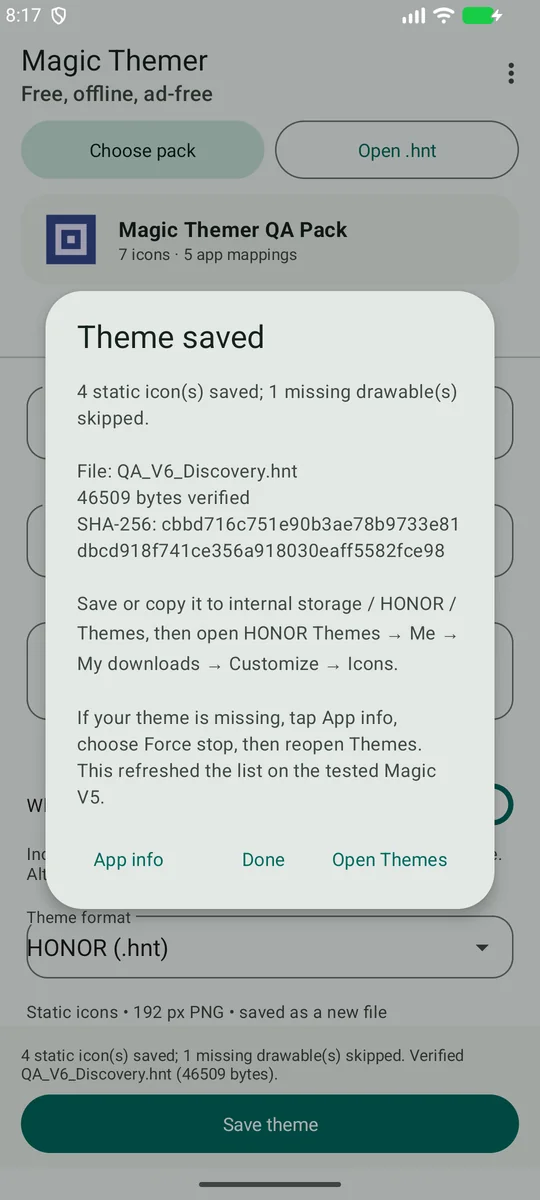 8:17
Magic Themer
Free, offline, ad-free
Choose pack
Open .hnt
Magic Themer QA Pack
7 icons · 5 app mappings
Theme saved
4 static icon(s) saved; 1 missing drawable(s)
skipped.
File: QA_V6_Discovery.hnt
46509 bytes verified
SHA-256: cbbd716c751e90b3ae78b9733e81
dbcd918f741ce356a918030eaff5582fce98
Save or copy it to internal storage / HONOR /
Themes, then open HONOR Themes → Me →
My downloads → Customize → Icons.
If your theme is missing, tap App info,
choose Force stop, then reopen Themes.
This refreshed the list on the tested Magic
V5.
App info
Done
Open Themes
Theme format
HONOR (.hnt)
Static icons • 192 px PNG • saved as a new file
4 static icon(s) saved; 1 missing drawable(s) skipped. Verified
QA_V6_Discovery.hnt (46509 bytes).
Save theme